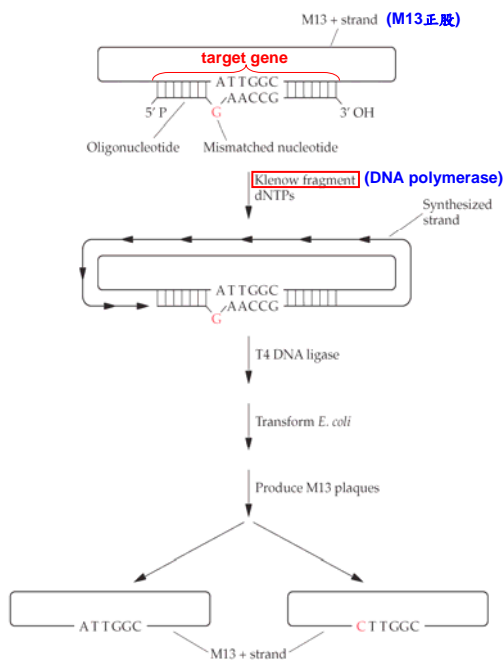 M13 + strand (M13正股)
target gene
ATTGGC
AACCG
G
5′ P
3′ OH
Oligonucleotide
Mismatched nucleotide
Klenow fragment (DNA polymerase)
dNTPs
Synthesized
strand
ATTGGC
AACCG
G
T4 DNA ligase
Transform E. coli
Produce M13 plaques
ATTGGC
CTTGGC
M13 + strand